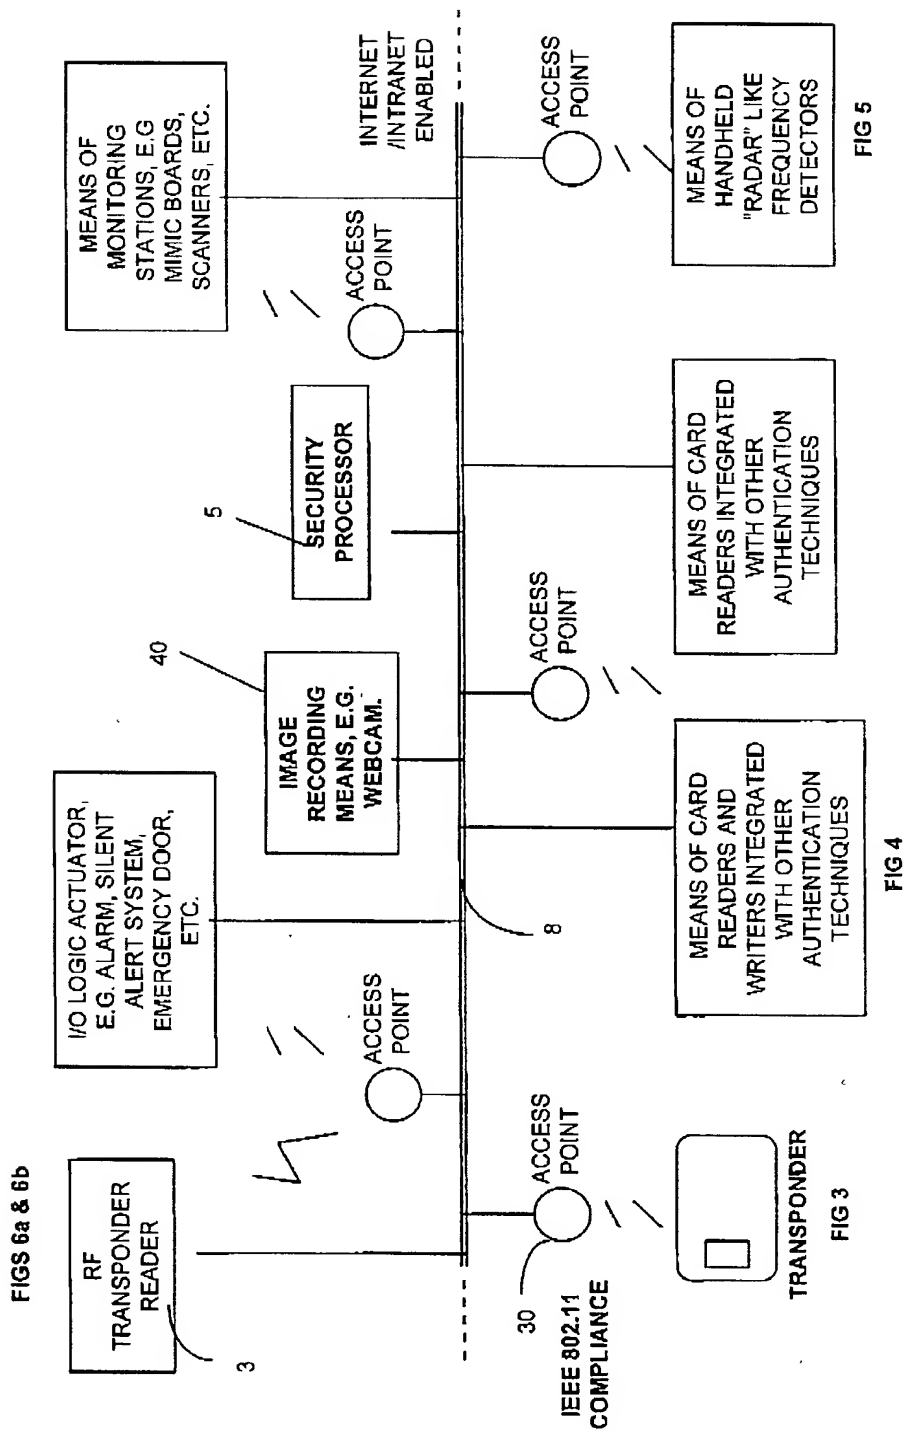 FIGS 6a & 6b
RF
TRANSPONDER
READER
3
I/O LOGIC ACTUATOR,
E.G. ALARM, SILENT
ALERT SYSTEM,
EMERGENCY DOOR,
ETC.
ACCESS
POINT
IMAGE
RECORDING
MEANS, E.G.
WEBCAM.
40
SECURITY
PROCESSOR
5
ACCESS
POINT
MEANS OF
MONITORING
STATIONS, E.G
MIMIC BOARDS,
SCANNERS, ETC.
INTERNET
/INTRANET
ENABLED
8
30
IEEE 802.11
COMPLIANCE
ACCESS
POINT
TRANSPONDER
FIG 3
MEANS OF CARD
READERS AND
WRITERS INTEGRATED
WITH OTHER
AUTHENTICATION
TECHNIQUES
FIG 4
ACCESS
POINT
MEANS OF CARD
READERS INTEGRATED
WITH OTHER
AUTHENTICATION
TECHNIQUES
ACCESS
POINT
MEANS OF
HANDHELD
"RADAR" LIKE
FREQUENCY
DETECTORS
FIG 5